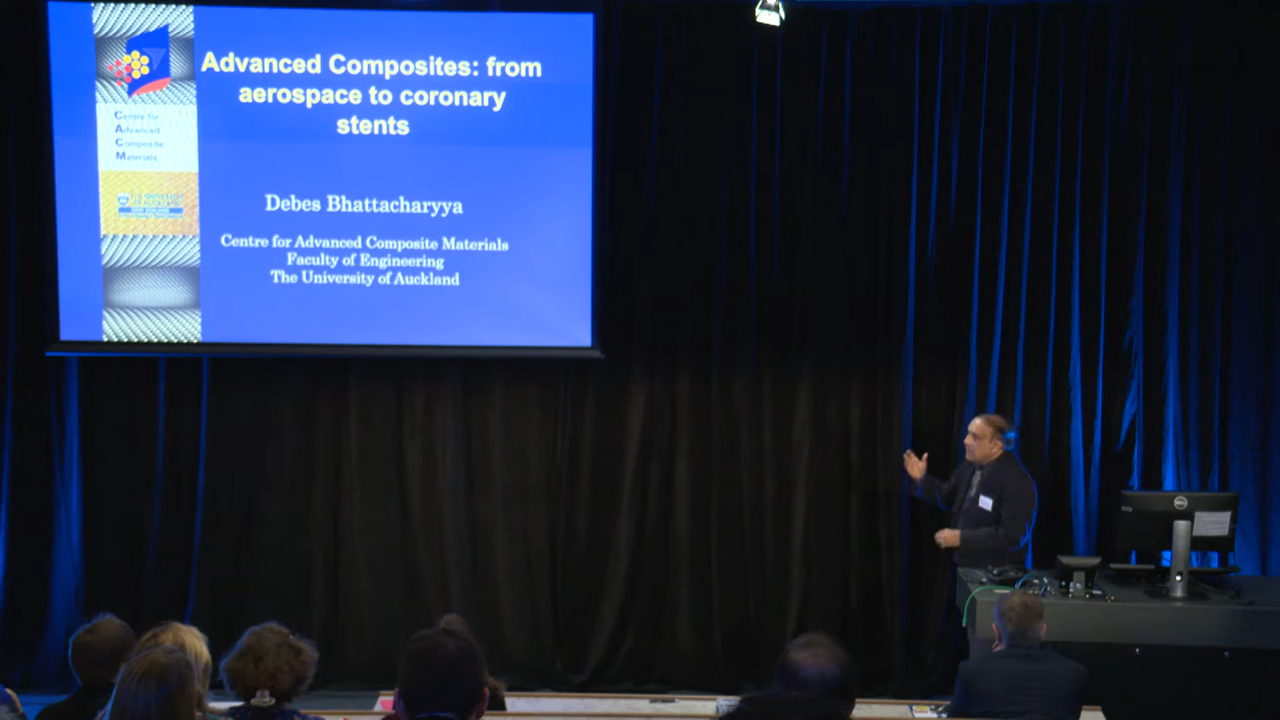 Advanced Composites: from
aerospace to coronary
stents
Centre for
Advanced
Composite
Materials
Debes Bhattacharyya
Centre for Advanced Composite Materials
Faculty of Engineering
The University of Auckland
DELL